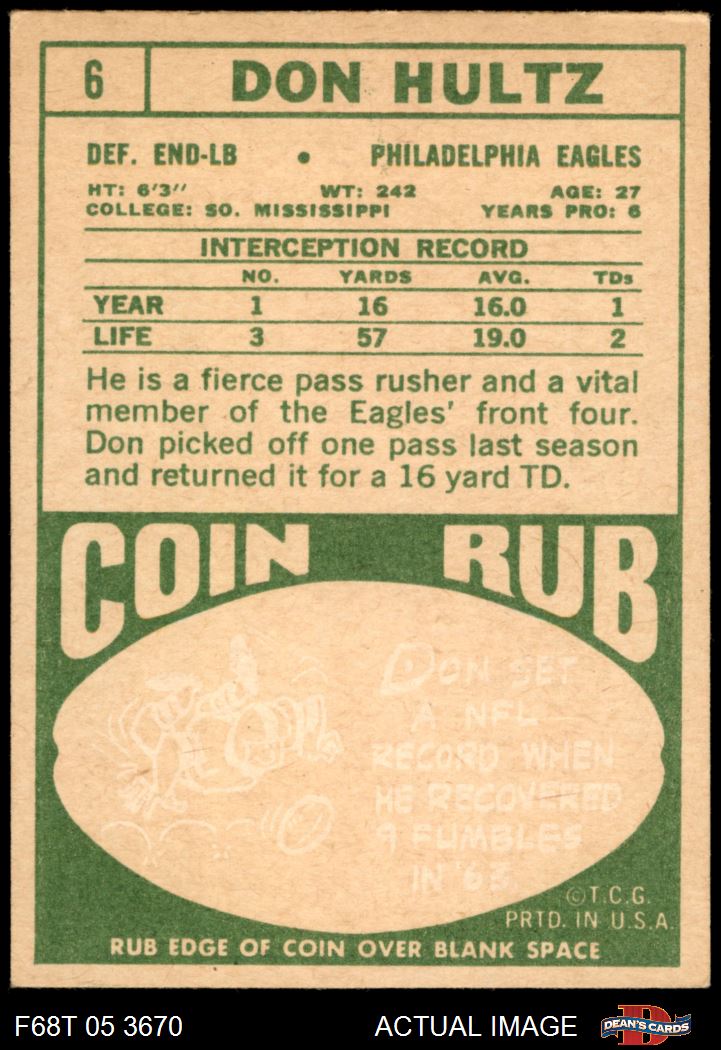 6 DON HULTZ
DEF. END-LB • PHILADELPHIA EAGLES
HT: 6'3" WT: 242 AGE: 27
COLLEGE: SO. MISSISSIPPI YEARS PRO: 6
INTERCEPTION RECORD
NO. YARDS AVG. TDs
YEAR 1 16 16.0 1
LIFE 3 57 19.0 2
He is a fierce pass rusher and a vital
member of the Eagles' front four.
Don picked off one pass last season
and returned it for a 16 yard TD.
COIN RUB
DON SET
A NFL
RECORD WHEN
HE RECOVERED
9 FUMBLES
IN '63.
©T.C.G.
PRTD. IN U.S.A.
RUB EDGE OF COIN OVER BLANK SPACE
F68T 05 3670 ACTUAL IMAGE D DEAN'S CARDS